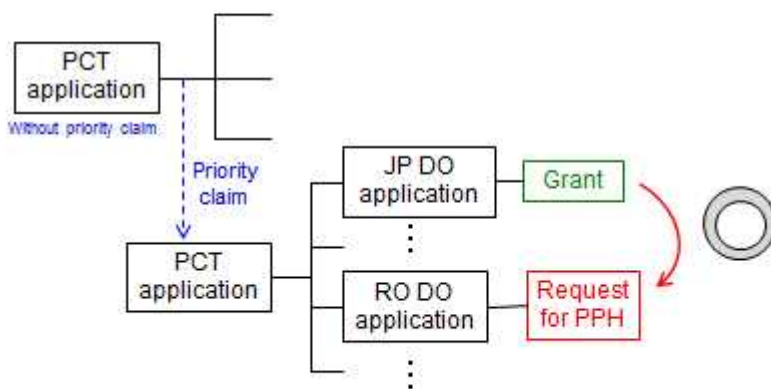 PCT
application
Without priority claim
Priority
claim
PCT
application
JP DO
application
Grant
RO DO
application
Request
for PPH